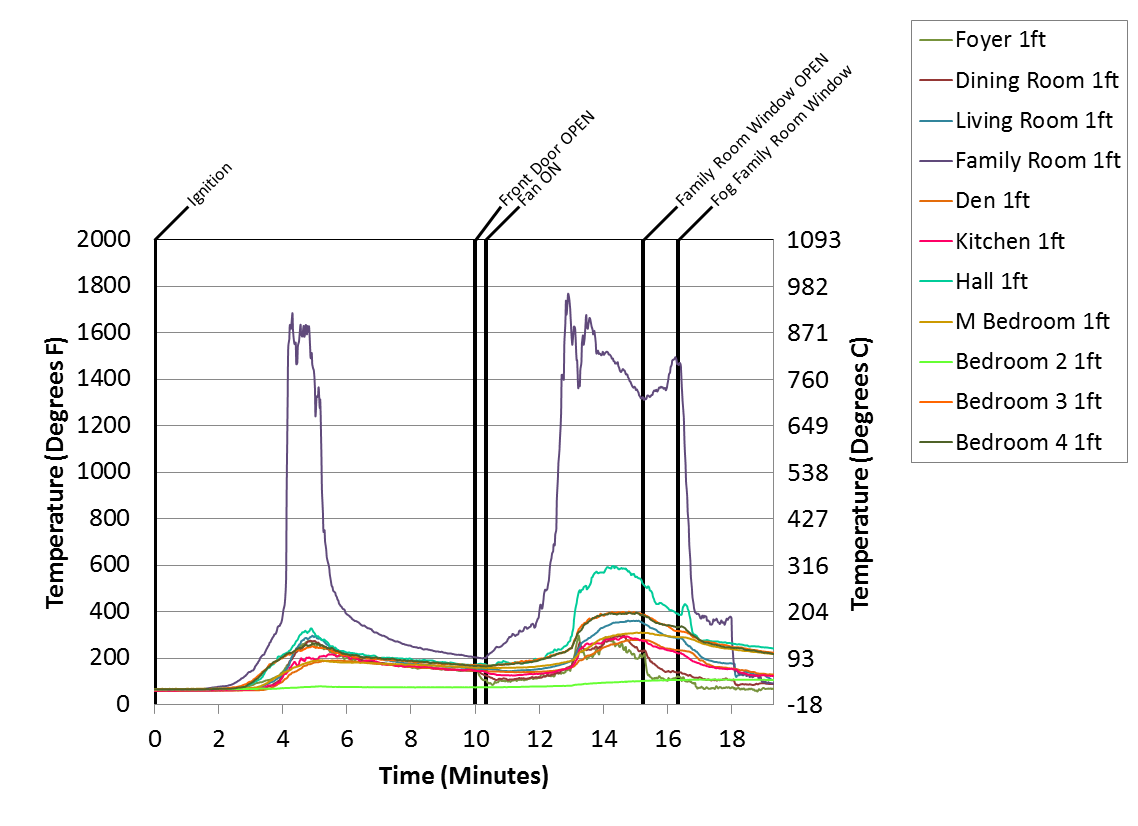 Foyer 1ft
Dining Room 1ft
Living Room 1ft
Family Room 1ft
Den 1ft
Kitchen 1ft
Hall 1ft
M Bedroom 1ft
Bedroom 2 1ft
Bedroom 3 1ft
Bedroom 4 1ft
Ignition
Front Door OPEN
Fan ON
Family Room Window OPEN
Fog Family Room Window
Temperature (Degrees F)
2000
1800
1600
1400
1200
1000
800
600
400
200
0
1093
982
871
760
649
538
427
316
204
93
-18
Temperature (Degrees C)
0 2 4 6 8 10 12 14 16 18
Time (Minutes)